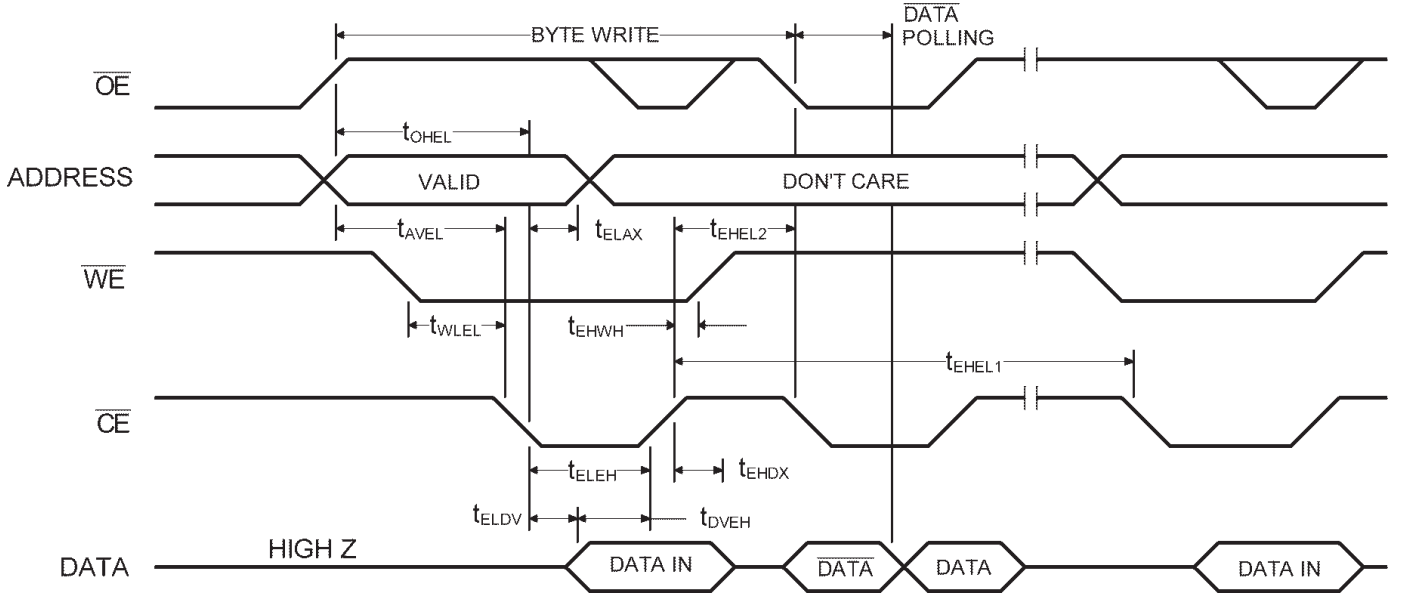 DATA
BYTE WRITE
POLLING
OE
tOHEL
ADDRESS
VALID
DON'T CARE
tAVEL
tELAX
tEHEL2
WE
tWLEL
tEHWH
tEHEL1
CE
tELEH
tEHDX
tELDV
tDVEH
HIGH Z
DATA
DATA IN
DATA
DATA
DATA IN